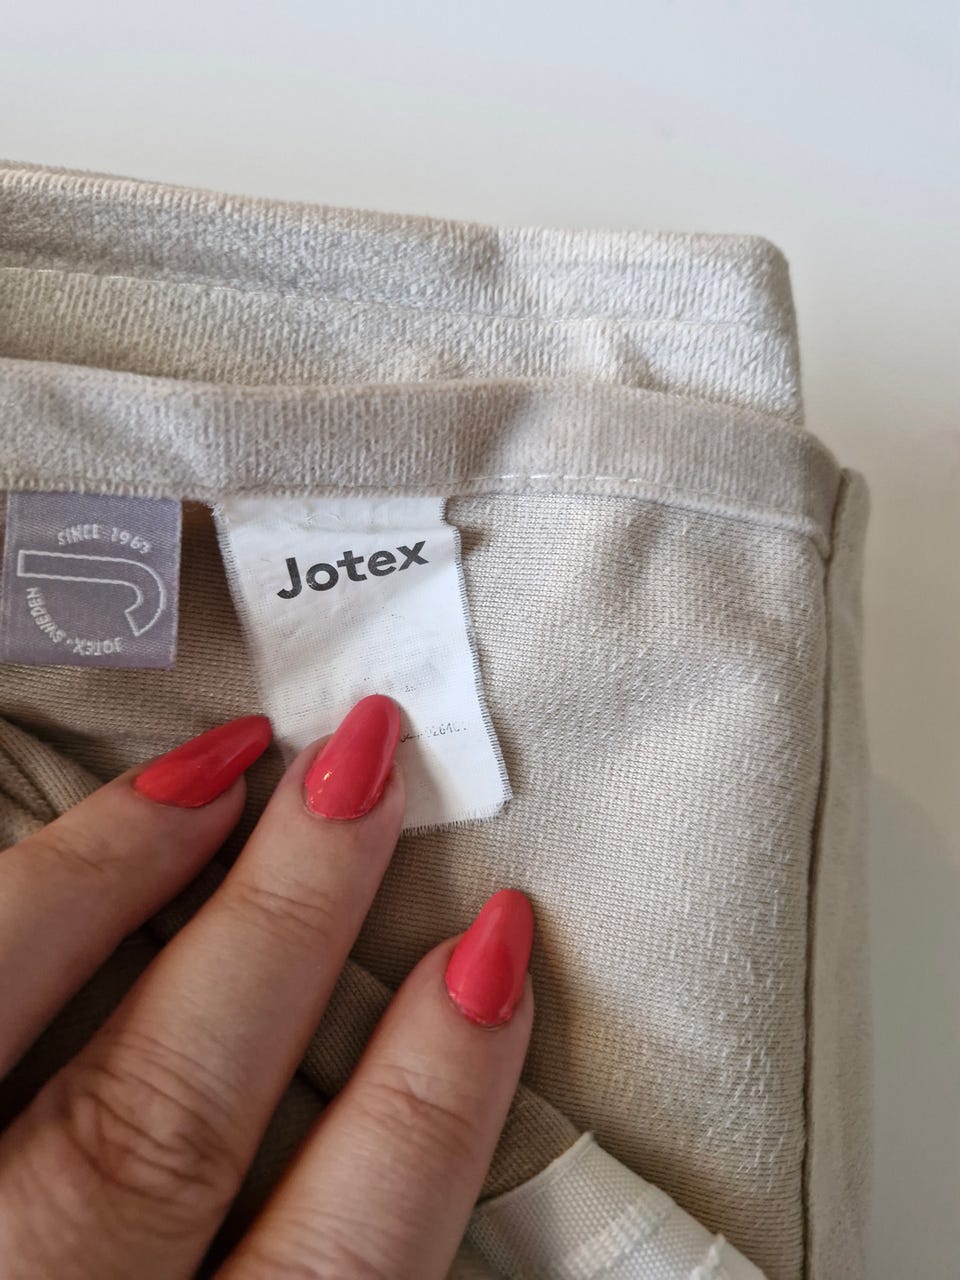 SINCE 1963
JOTEX • SWEDEN
Jotex